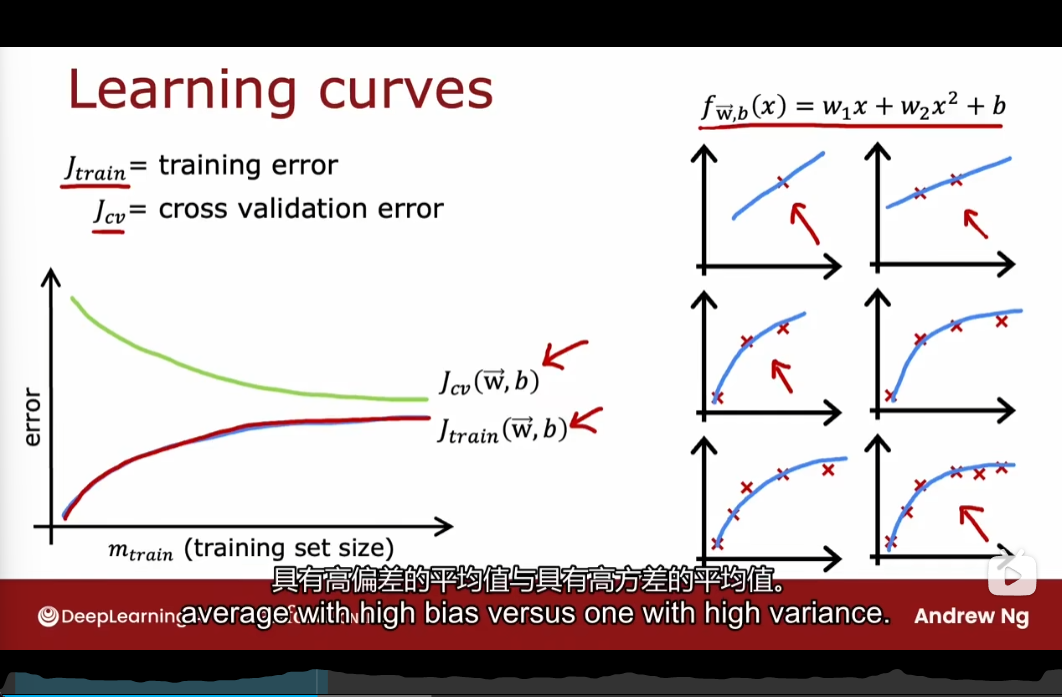 Learning curves
f_{\vec{w},b}(x) = w_1x + w_2x^2 + b
J_{train} = training error
J_{cv} = cross validation error
J_{cv}(\vec{w}, b)
J_{train}(\vec{w}, b)
error
m_{train} (training set size)
具有高偏差的平均值与具有高方差的平均值。
average with high bias versus one with high variance.
DeepLearning
Andrew Ng